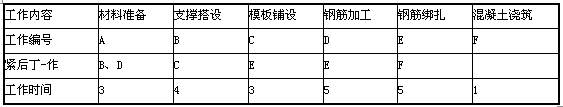 工作内容 材料准备 支撑搭设 模板铺设 钢筋加工 钢筋绑扎 混凝土浇筑
工作编号 A B C D E F
紧后丁-作 B、D C E E F
工作时间 3 4 3 5 5 1